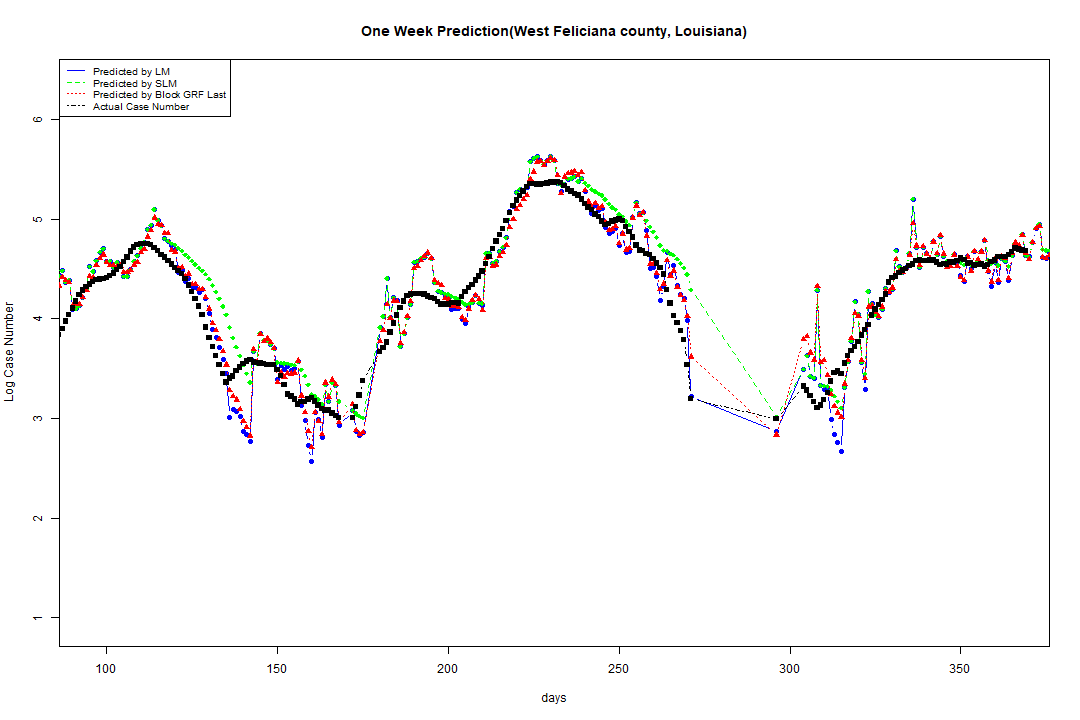 One Week Prediction(West Feliciana county, Louisiana)
Predicted by LM
Predicted by SLM
Predicted by Block GRF Last
Actual Case Number
Log Case Number
6
5
4
3
2
1
100 150 200 250 300 350
days